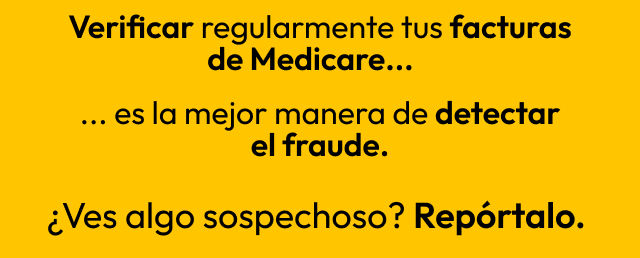 Verificar regularmente tus facturas
de Medicare...
... es la mejor manera de detectar
el fraude.
¿Ves algo sospechoso? Repórtalo.